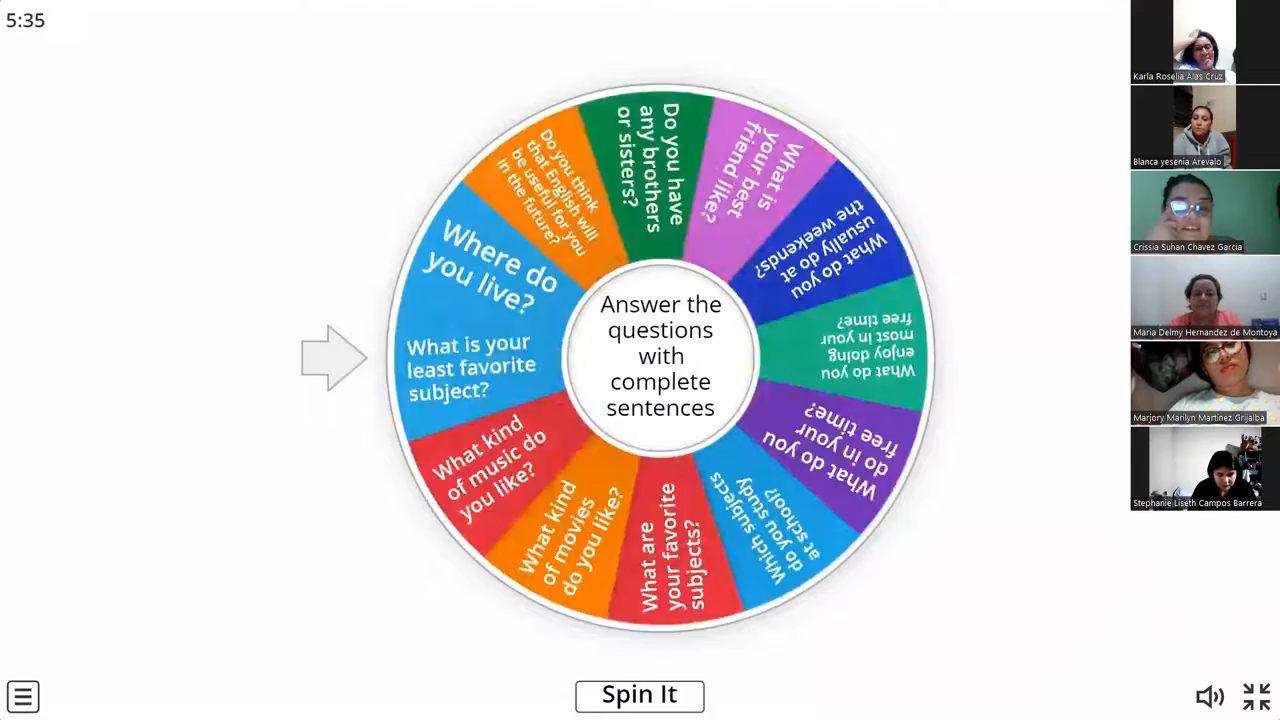 5:35
Do you have
any brothers
or sisters?
What is
your best
friend like?
What do you
usually do at
the weekends?
What do you
enjoy doing
most in your
free time?
What do you
do in your
free time?
Which subjects
do you study
at school?
What are
your favorite
subjects?
What kind
of movies
do you like?
What kind
of music do
you like?
What is your
least favorite
subject?
Where do
you live?
Do you think
that English will
be useful for you
in the future?
Answer the
questions
with
complete
sentences
Spin It
Karla Roselia Alas Cruz
Blanca yesenia Arevalo
Crissia Suhan Chavez Garcia
Maria Delmy Hernandez de Montoya
Marjory Marilyn Martinez Grijalba
Stephanie Liseth Campos Barrera